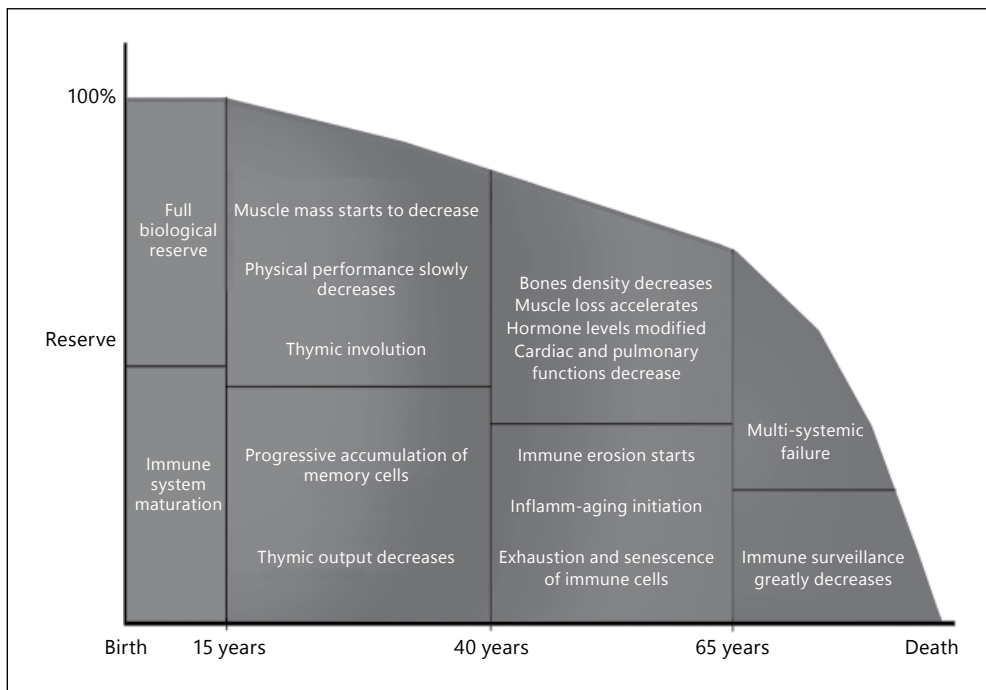 100%
Reserve
Full
biological
reserve
Immune
system
maturation
Muscle mass starts to decrease
Physical performance slowly
decreases
Thymic involution
Progressive accumulation of
memory cells
Thymic output decreases
Bones density decreases
Muscle loss accelerates
Hormone levels modified
Cardiac and pulmonary
functions decrease
Immune erosion starts
Inflamm-aging initiation
Exhaustion and senescence
of immune cells
Multi-systemic
failure
Immune surveillance
greatly decreases
Birth
15 years
40 years
65 years
Death